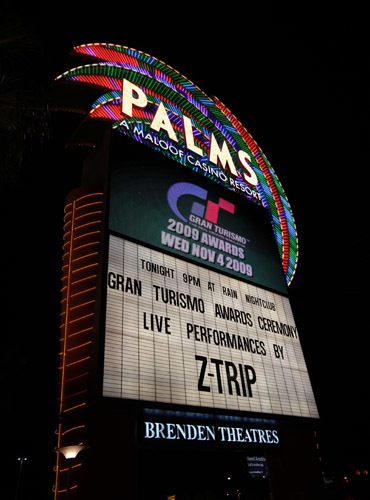 PALMS
A MALOOF CASINO RESORT
GRAN TURISMO
2009 AWARDS
WED NOV 4 2009
TONIGHT 9PM AT RAIN NIGHTCLUB
GRAN TURISMO AWARDS CEREMONY
LIVE PERFORMANCES BY
Z-TRIP
BRENDEN THEATRES